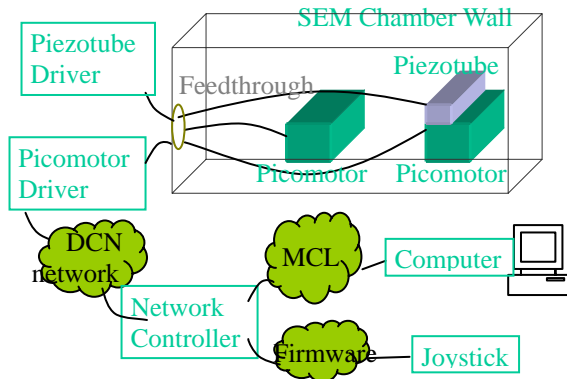 SEM Chamber Wall
Piezotube
Driver
Piezotube
Feedthrough
Picomotor
Driver
Picomotor
Picomotor
DCN
network
MCL
Computer
Network
Controller
Firmware
Joystick